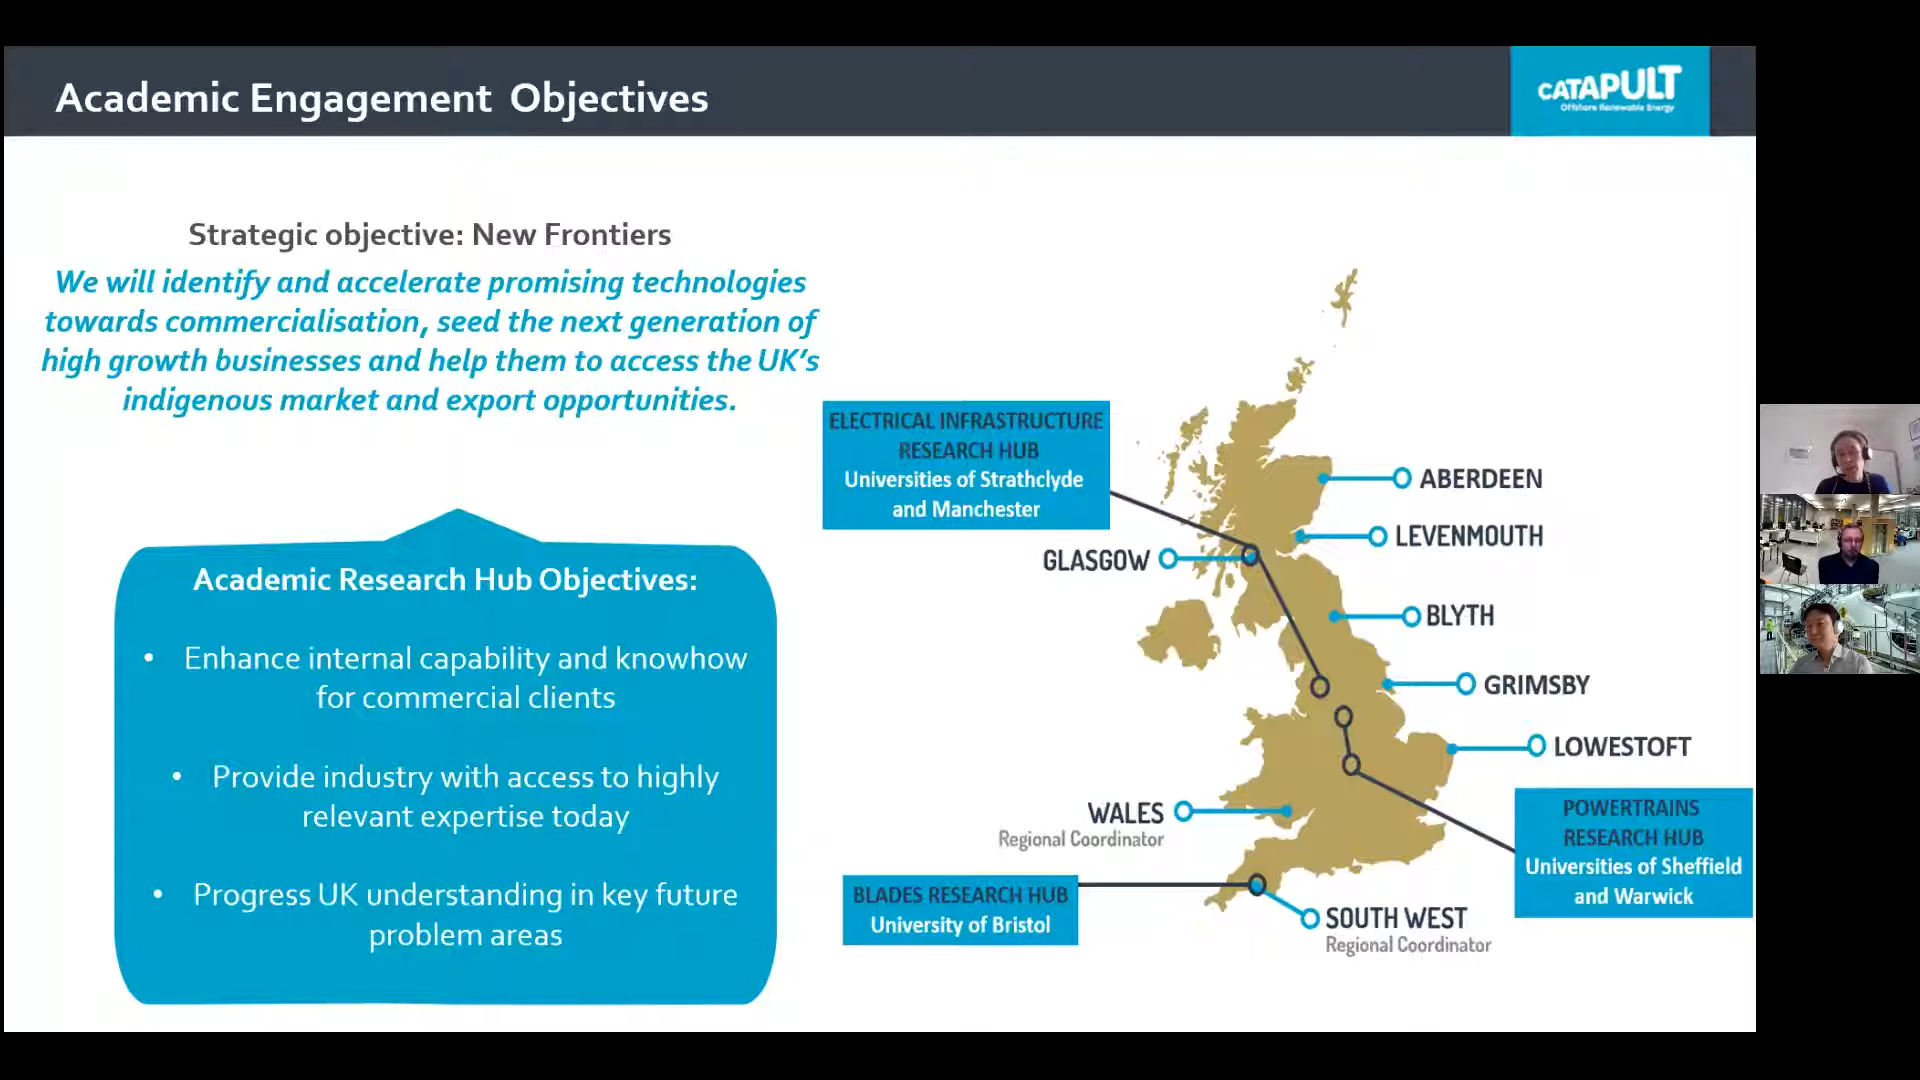 Academic Engagement Objectives
CATAPULT
Offshore Renewable Energy
Strategic objective: New Frontiers
We will identify and accelerate promising technologies
towards commercialisation, seed the next generation of
high growth businesses and help them to access the UK's
indigenous market and export opportunities.
Academic Research Hub Objectives:
• Enhance internal capability and knowhow
for commercial clients
• Provide industry with access to highly
relevant expertise today
• Progress UK understanding in key future
problem areas
ELECTRICAL INFRASTRUCTURE
RESEARCH HUB
Universities of Strathclyde
and Manchester
ABERDEEN
LEVENMOUTH
GLASGOW
BLYTH
GRIMSBY
LOWESTOFT
WALES
Regional Coordinator
POWERTRAINS
RESEARCH HUB
Universities of Sheffield
and Warwick
BLADES RESEARCH HUB
University of Bristol
SOUTH WEST
Regional Coordinator